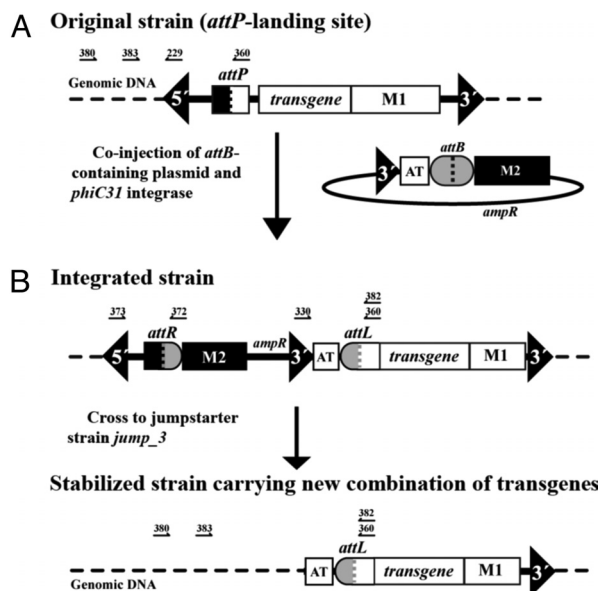 A Original strain (attP-landing site)
380 383 229 360
attP
Genomic DNA
5´ transgene M1 3´
Co-injection of attB-
containing plasmid and
phiC31 integrase
attB
3´ AT M2
ampR
B Integrated strain
382
373 372 330 360
attR ampR attL
5´ M2 3´ AT transgene M1 3´
Cross to jumpstarter
strain jump_3
Stabilized strain carrying new combination of transgenes
382
380 383 360
attL
AT transgene M1 3´
Genomic DNA